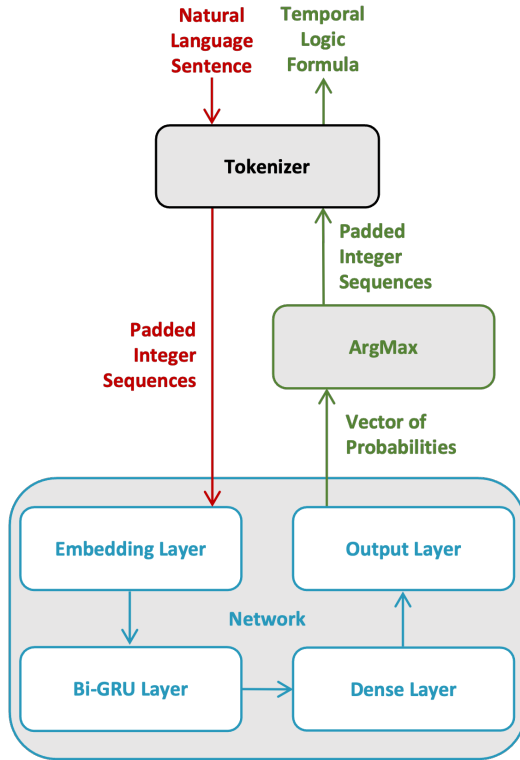 Natural
Language
Sentence
Temporal
Logic
Formula
Tokenizer
Padded
Integer
Sequences
ArgMax
Padded
Integer
Sequences
Vector of
Probabilities
Embedding Layer
Output Layer
Network
Bi-GRU Layer
Dense Layer